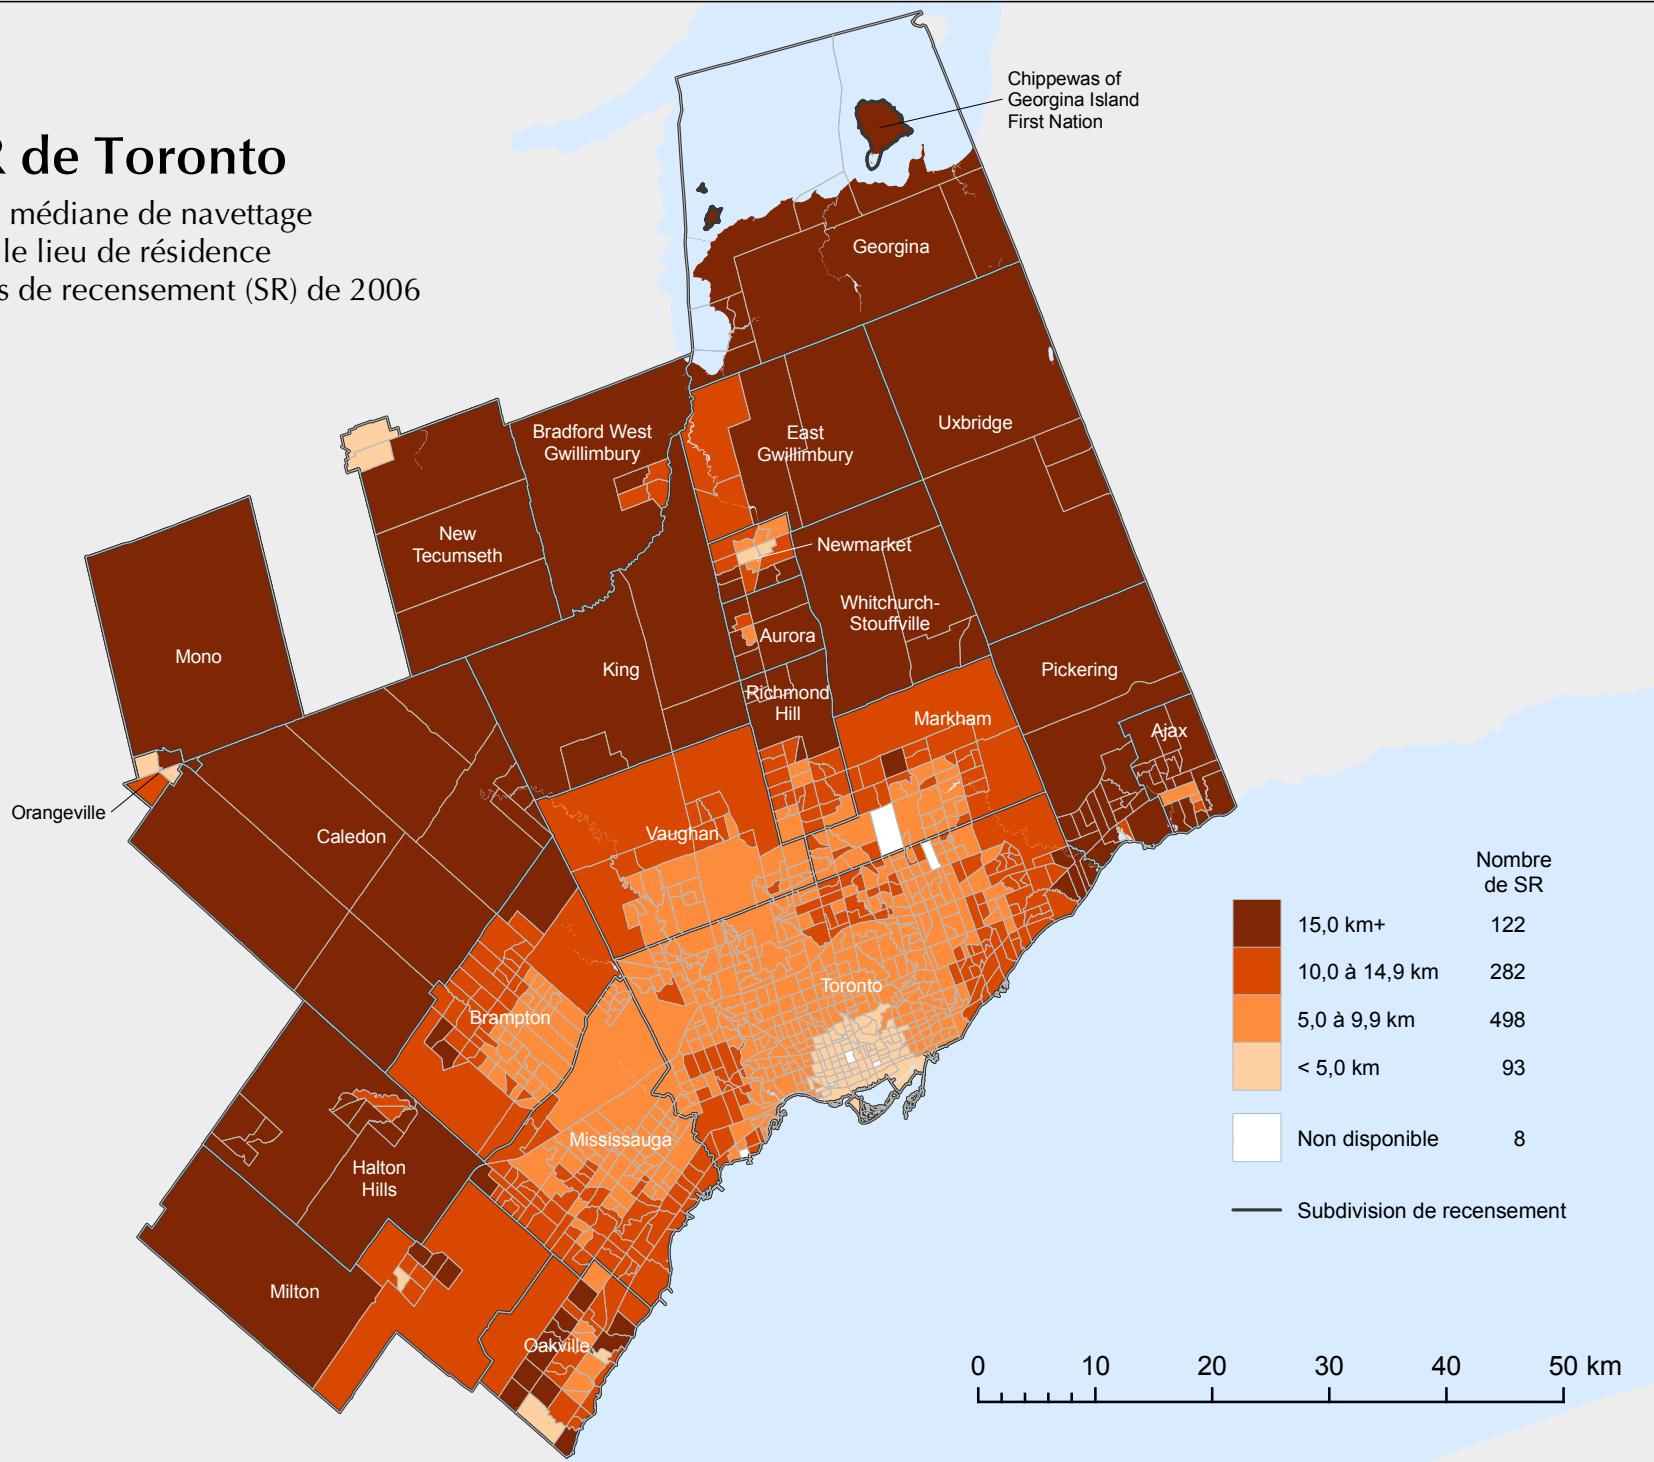 R de Toronto
médiane de navettage
le lieu de résidence
s de recensement (SR) de 2006
Chippewas of
Georgina Island
First Nation
Georgina
Uxbridge
Bradford West
Gwillimbury
East
Gwillimbury
New
Tecumseth
Newmarket
Whitchurch-
Stouffville
Aurora
Mono
King
Richmond
Hill
Pickering
Markham
Ajax
Orangeville
Caledon
Vaughan
Toronto
Brampton
Mississauga
Halton
Hills
Milton
Oakville
Nombre
de SR
15,0 km+ 122
10,0 à 14,9 km 282
5,0 à 9,9 km 498
< 5,0 km 93
Non disponible 8
Subdivision de recensement
0 10 20 30 40 50 km